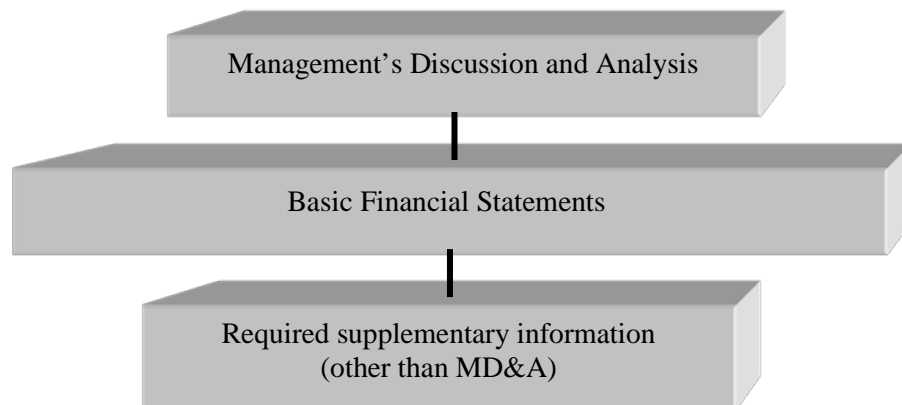 Management’s Discussion and Analysis
Basic Financial Statements
Required supplementary information
(other than MD&A)